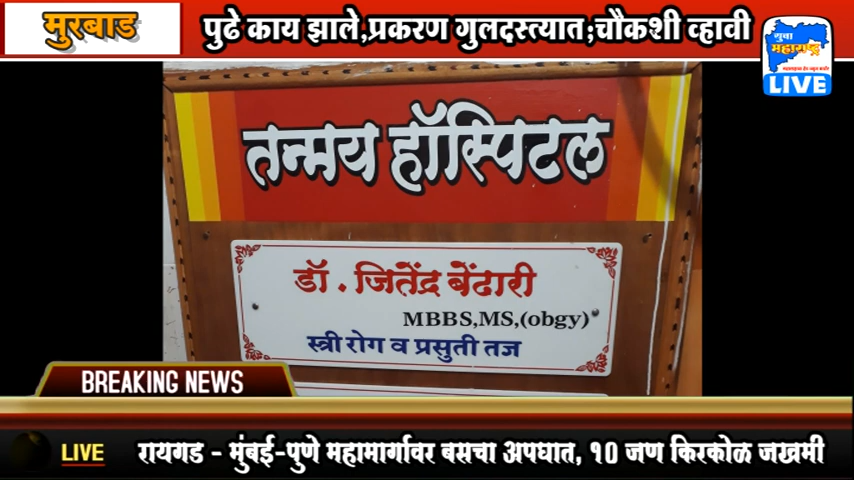 मुरबाड
पुढे काय झाले,प्रकरण गुलदस्त्यात;चौकशी व्हावी
युवा
महाराष्ट्र
LIVE
तन्मय हॉस्पिटल
डॉ. जितेंद्र बेंढारी
MBBS,MS,(obgy)
स्त्री रोग व प्रसुती तज
BREAKING NEWS
LIVE
रायगड - मुंबई-पुणे महामार्गावर बसचा अपघात, १० जण किरकोळ जखमी